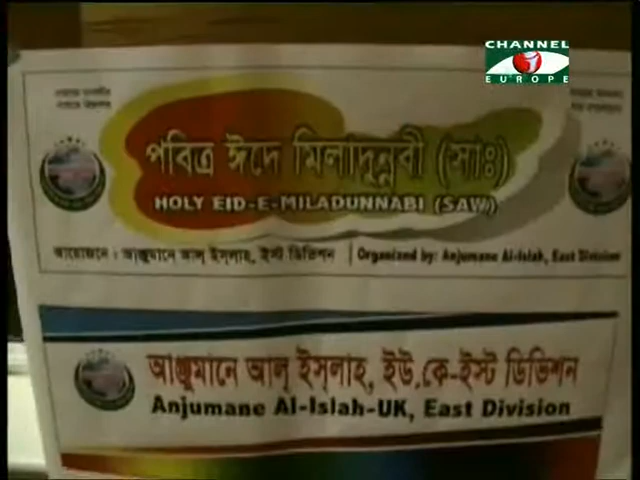 CHANNEL
EUROPE
পবিত্র ঈদে মিলাদুন্নবী (সাঃ)
HOLY EID-E-MILADUNNABI (SAW)
আয়োজনে : আঞ্জুমানে আল্ ইসলাহ, ইস্ট ডিভিশন | Organized by: Anjumane Al-Islah, East Division
আঞ্জুমানে আল্ ইস্লাহ, ইউ.কে-ইস্ট ডিভিশন
Anjumane Al-Islah-UK, East Division